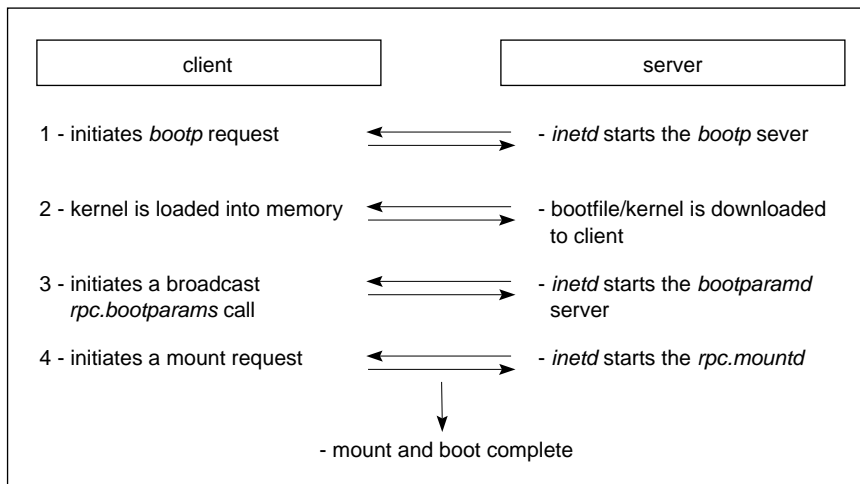 client
server
1 - initiates bootp request
- inetd starts the bootp sever
2 - kernel is loaded into memory
- bootfile/kernel is downloaded
to client
3 - initiates a broadcast
rpc.bootparams call
- inetd starts the bootparamd
server
4 - initiates a mount request
- inetd starts the rpc.mountd
- mount and boot complete